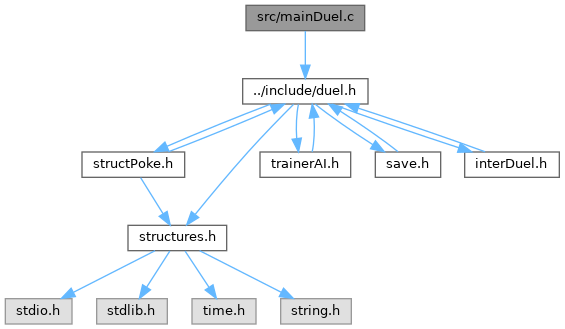 src/mainDuel.c
../include/duel.h
structPoke.h
trainerAI.h
save.h
interDuel.h
structures.h
stdio.h
stdlib.h
time.h
string.h